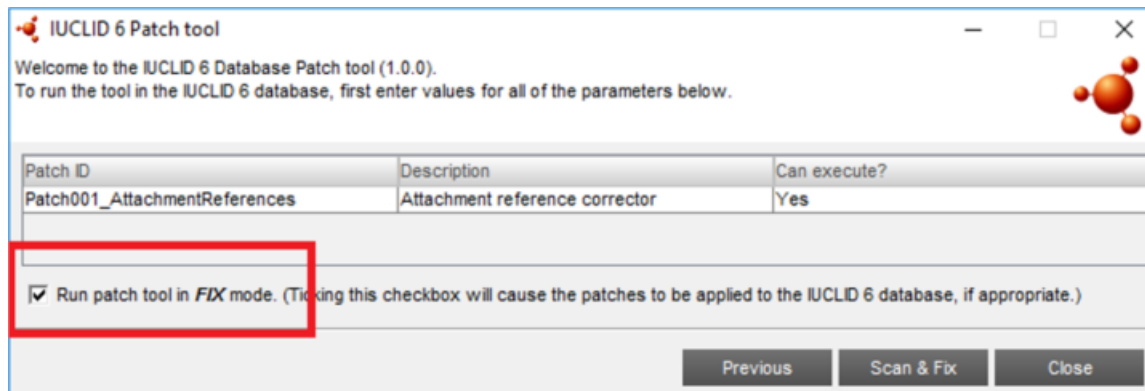 IUCLID 6 Patch tool
Welcome to the IUCLID 6 Database Patch tool (1.0.0).
To run the tool in the IUCLID 6 database, first enter values for all of the parameters below.
Patch ID Description Can execute?
Patch001_AttachmentReferences Attachment reference corrector Yes
Run patch tool in FIX mode. (Ticking this checkbox will cause the patches to be applied to the IUCLID 6 database, if appropriate.)
Previous Scan & Fix Close